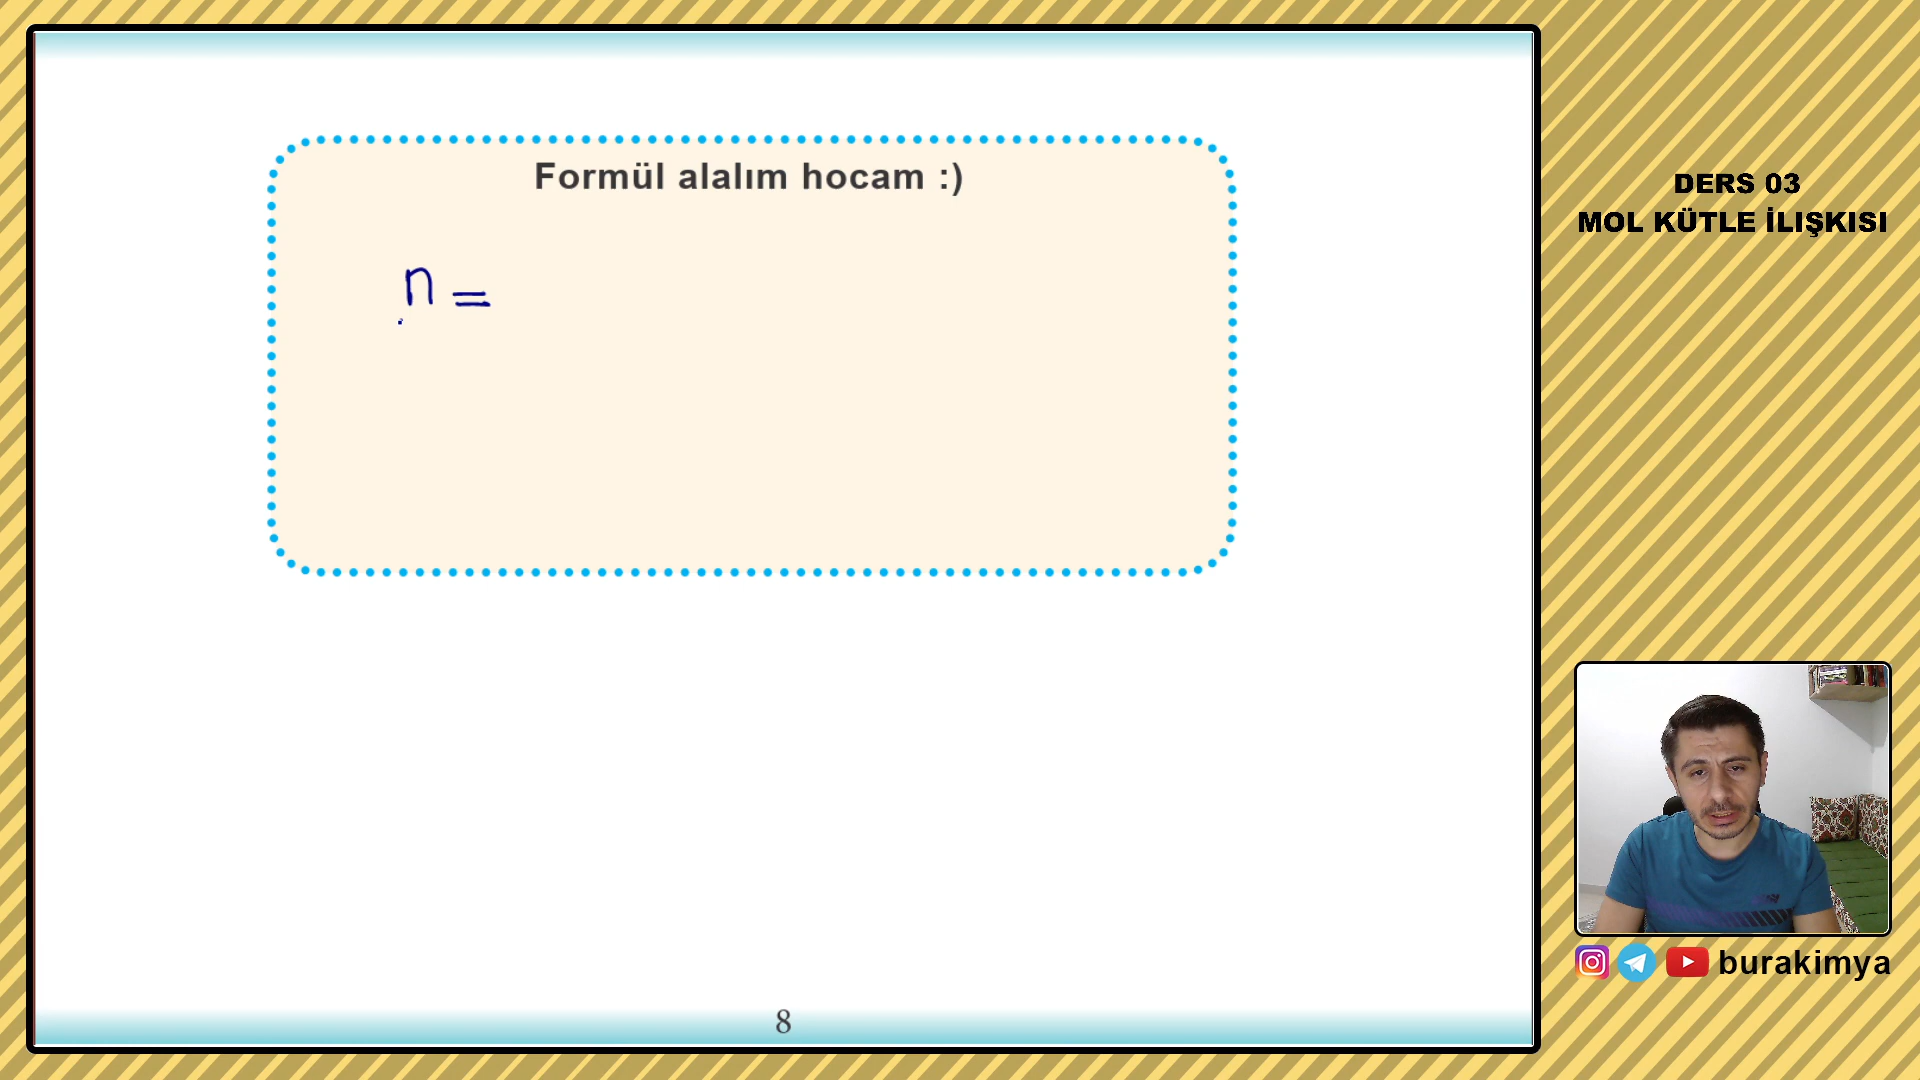 Formül alalım hocam :)
n =
8
DERS 03
MOL KÜTLE İLIŞKISI
burakimya